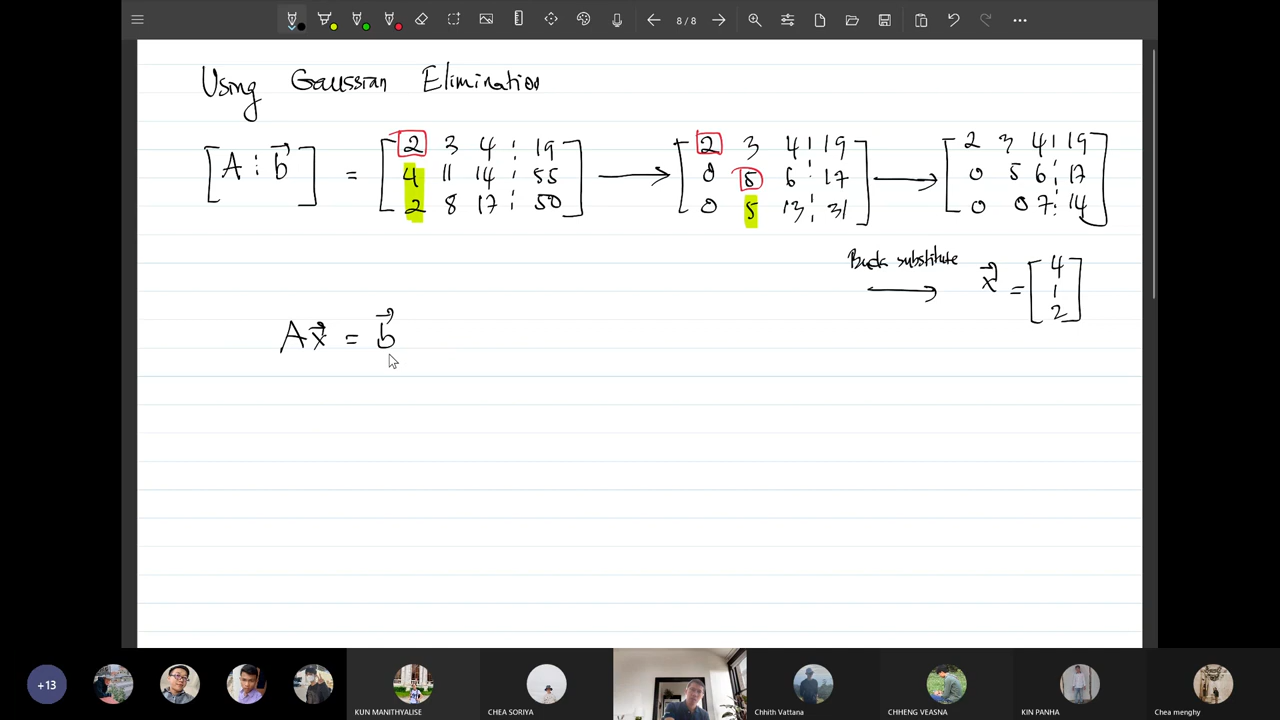 8/8
Using Gaussian Elimination
[A ⋮ b⃗] = [2 3 4 ¦ 19 → [2 3 4 ¦ 19 → [2 3 4 ¦ 19
4 11 14 ¦ 55 0 5 6 ¦ 17 0 5 6 ¦ 17
2 8 17 ¦ 50] 0 5 13 ¦ 31] 0 0 7 ¦ 14]
Back substitute → x⃗ = [4
1
2]
Ax⃗ = b⃗
+13
KUN MANITHYALISE CHEA SORIYA Chhith Vattana CHHENG VEASNA KIN PANHA Chea menghy